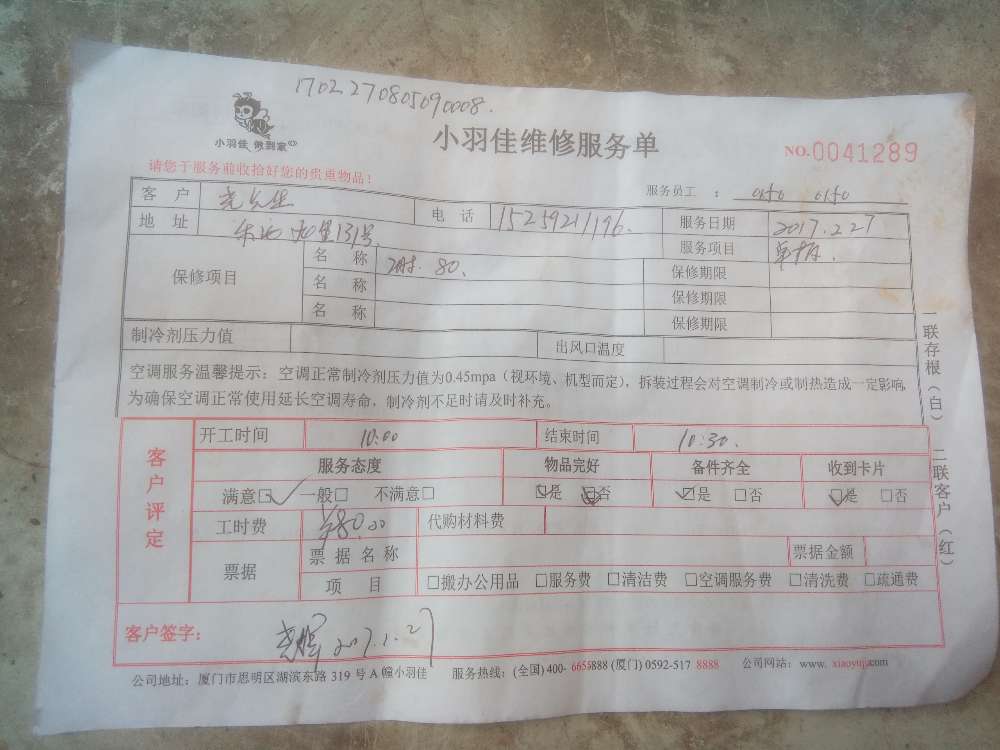 1702270805090008.
小羽佳 做到家
小羽佳维修服务单
NO.0041289
请您于服务前收拾好您的贵重物品!
服务员工 : 0150 0150
客 户 先生 电 话 15259211196. 服务日期 2017.2.27
地 址 131号 服务项目
保修项目 名 称 80. 保修期限
名 称 保修期限
名 称 保修期限
制冷剂压力值 出风口温度
空调服务温馨提示:空调正常制冷剂压力值为0.45mpa(视环境、机型而定),拆装过程会对空调制冷或制热造成一定影响
为确保空调正常使用延长空调寿命,制冷剂不足时请及时补充。
一联存根(白) 二联客户(红)
客户评定
开工时间 10:00 结束时间 10:30.
服务态度 物品完好 备件齐全 收到卡片
满意☑ 一般□ 不满意□ ☑是 ☑否 ☑是 □否 ☑是 □否
工时费 ¥80.00 代购材料费
票据 票据名称 票据金额
项 目 □搬办公用品 □服务费 □清洁费 □空调服务费 □清洗费 □疏通费
客户签字: 2017.2.27
公司地址:厦门市思明区湖滨东路 319 号 A 幢小羽佳 服务热线:(全国) 400- 6655888 (厦门) 0592-517 8888 公司网站:www. xiaoyujia.com